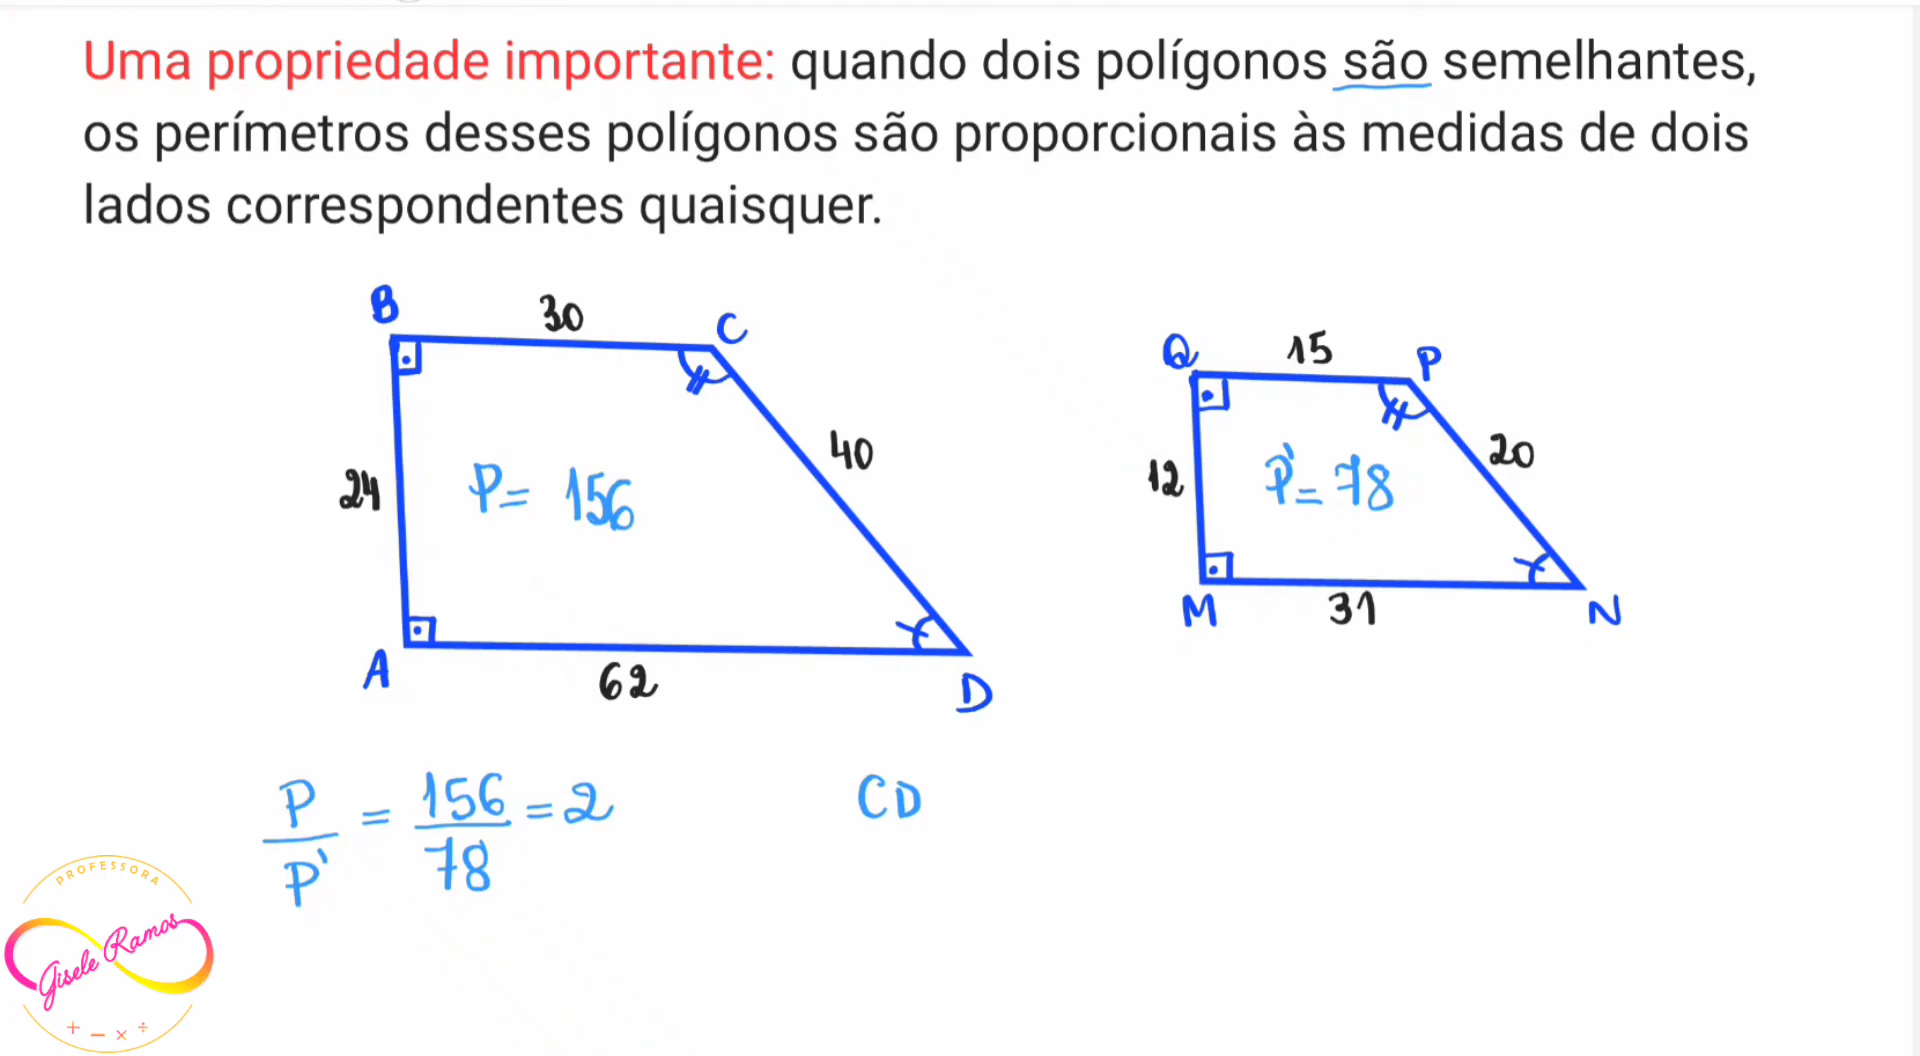 Uma propriedade importante: quando dois polígonos são semelhantes,
os perímetros desses polígonos são proporcionais às medidas de dois
lados correspondentes quaisquer.
B
30
C
24
P = 156
40
A
62
D
Q
15
P
12
P' = 78
20
M
31
N
P/P' = 156/78 = 2
CD
PROFESSORA
Gisele Ramos
+ − × ÷